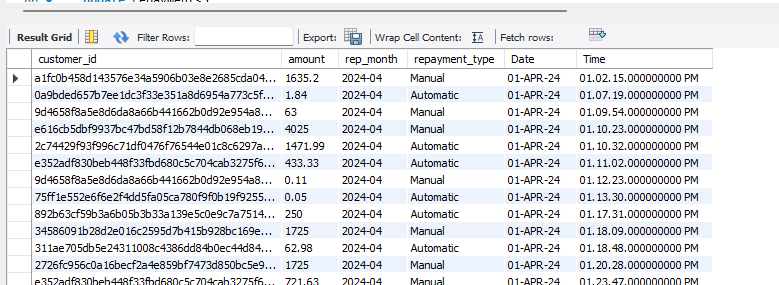 Result Grid Filter Rows: Export: Wrap Cell Content: Fetch rows:
customer_id amount rep_month repayment_type Date Time
a1fc0b458d143576e34a5906b03e8e2685cda04... 1635.2 2024-04 Manual 01-APR-24 01.02.15.000000000 PM
0a9bded657b7ee1dc3f33e351a8d6954a773c5f... 1.84 2024-04 Automatic 01-APR-24 01.07.19.000000000 PM
9d4658f8a5e8d6da8a66b441662b0d92e954a8... 63 2024-04 Manual 01-APR-24 01.09.54.000000000 PM
e616cb5dbf9937bc47bd58f12b7844db068eb19... 4025 2024-04 Manual 01-APR-24 01.10.23.000000000 PM
2c74429f93f996c71df0476f76544e01c8c6297a... 1471.99 2024-04 Automatic 01-APR-24 01.10.32.000000000 PM
e352adf830beb448f33fbd680c5c704cab3275f6... 433.33 2024-04 Automatic 01-APR-24 01.11.02.000000000 PM
9d4658f8a5e8d6da8a66b441662b0d92e954a8... 0.11 2024-04 Manual 01-APR-24 01.12.23.000000000 PM
75ff1e552e6f6e2f4dd5fa05ca780f9f0b19f9255... 0.05 2024-04 Automatic 01-APR-24 01.13.30.000000000 PM
892b63cf59b3a6b05b3b33a139e5c0e9c7a7514... 250 2024-04 Automatic 01-APR-24 01.17.31.000000000 PM
34586091b28d2e016c2595d7b415b928bc169e... 1725 2024-04 Manual 01-APR-24 01.18.09.000000000 PM
311ae705db5e24311008c4386dd84b0ec44d84... 62.98 2024-04 Automatic 01-APR-24 01.18.48.000000000 PM
2726fc956c0a16becf2a4e859bf7473d850bc5e9... 1725 2024-04 Manual 01-APR-24 01.20.28.000000000 PM
e352adf830beb448f33fbd680c5c704cab3275f6... 721.63 2024-04 Manual 01-APR-24 01.23.47.000000000 PM